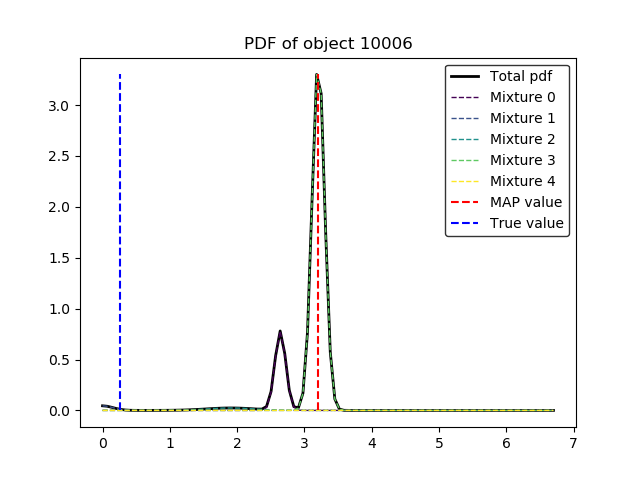 PDF of object 10006
Total pdf
Mixture 0
Mixture 1
Mixture 2
Mixture 3
Mixture 4
MAP value
True value
3.0
2.5
2.0
1.5
1.0
0.5
0.0
0 1 2 3 4 5 6 7